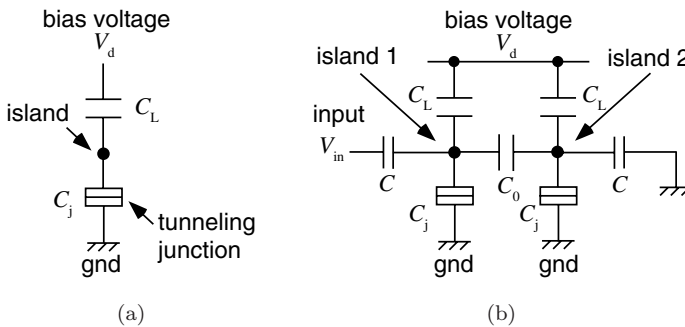 bias voltage
V_d
C_L
island
C_j
tunneling
junction
gnd
(a)
bias voltage
V_d
island 1
island 2
C_L
C_L
input
V_in
C
C_0
C
C_j
C_j
gnd
gnd
(b)